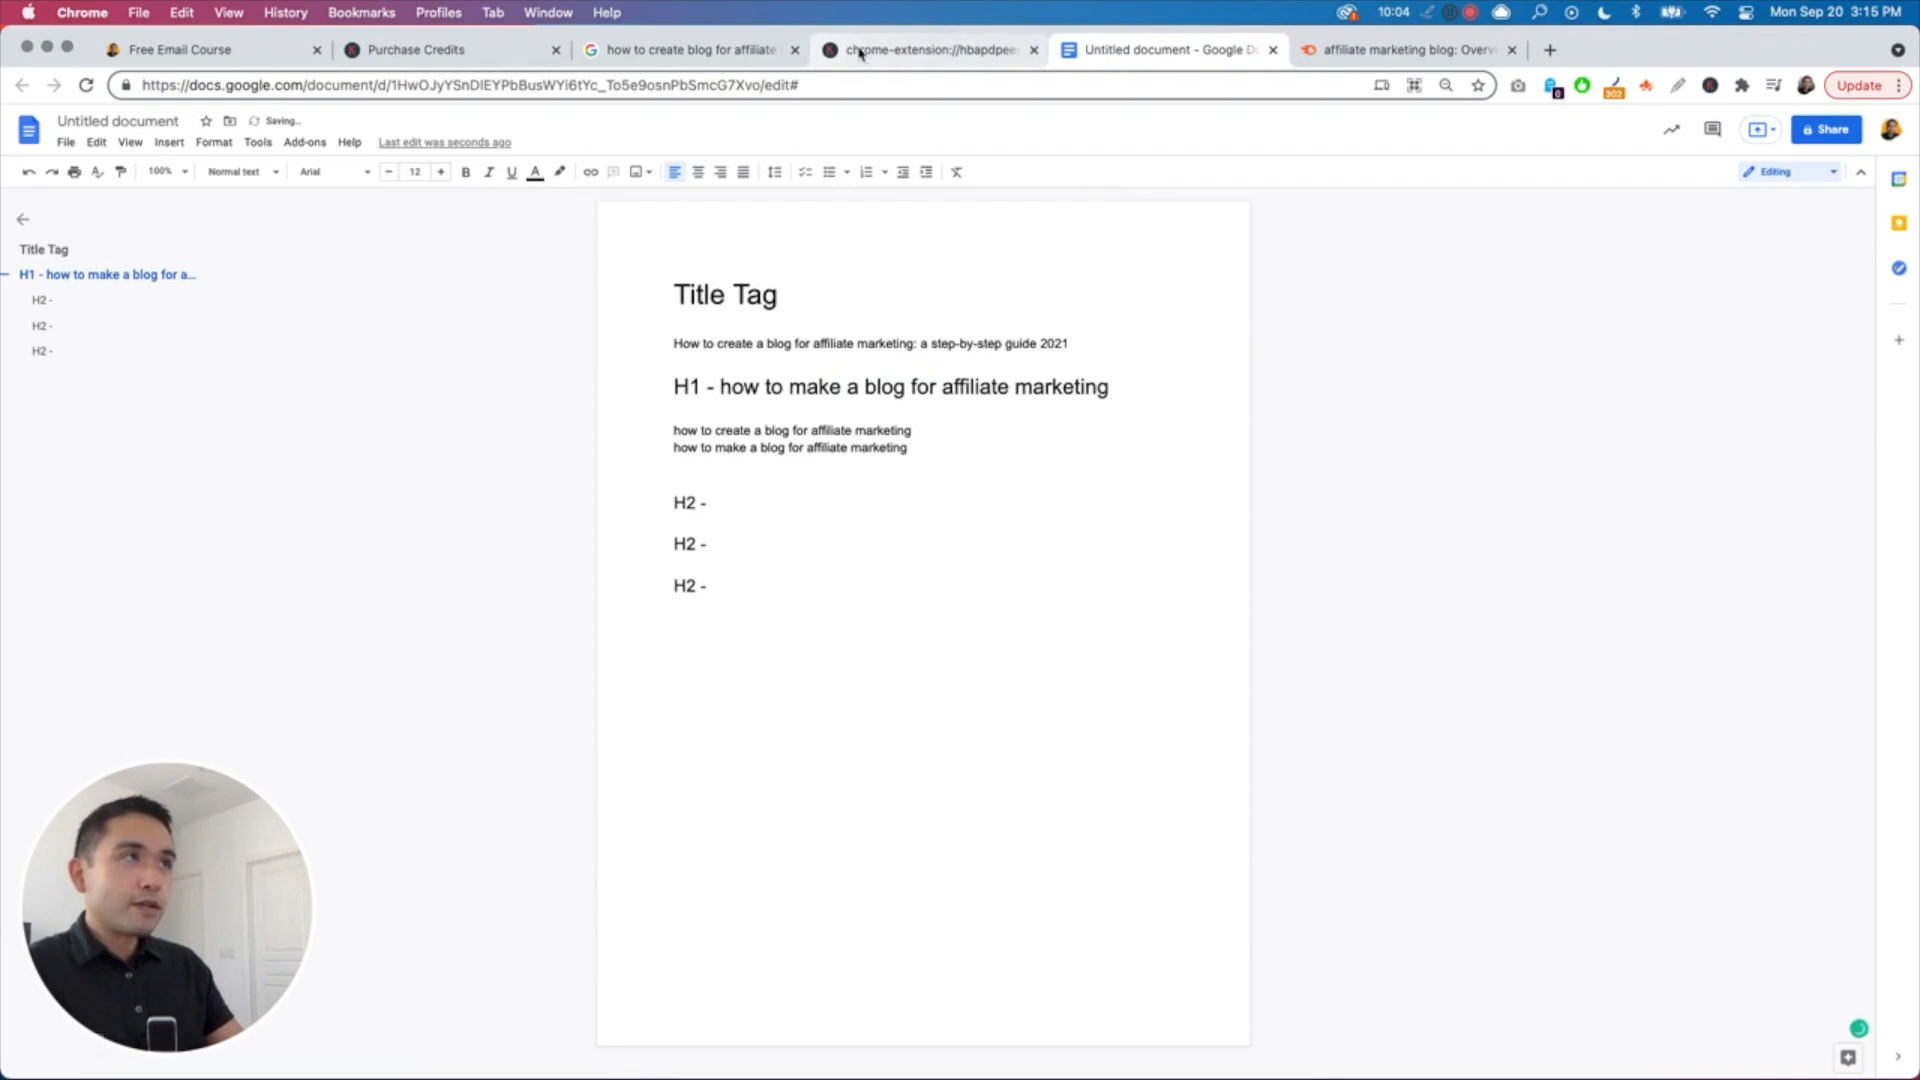 Chrome File Edit View History Bookmarks Profiles Tab Window Help 10:04 Mon Sep 20 3:15 PM
Free Email Course Purchase Credits how to create blog for affiliate chrome-extension://hbapdpeer Untitled document - Google Do affiliate marketing blog: Overvi
https://docs.google.com/document/d/1HwOJyYSnDlEYPbBusWYi6tYc_To5e9osnPbSmcG7Xvo/edit# 0 302 Update
Untitled document Saving...
File Edit View Insert Format Tools Add-ons Help Last edit was seconds ago Share
100% Normal text Arial 12 B I U A Editing
Title Tag
H1 - how to make a blog for a...
H2 -
H2 -
H2 -
Title Tag
How to create a blog for affiliate marketing: a step-by-step guide 2021
H1 - how to make a blog for affiliate marketing
how to create a blog for affiliate marketing
how to make a blog for affiliate marketing
H2 -
H2 -
H2 -